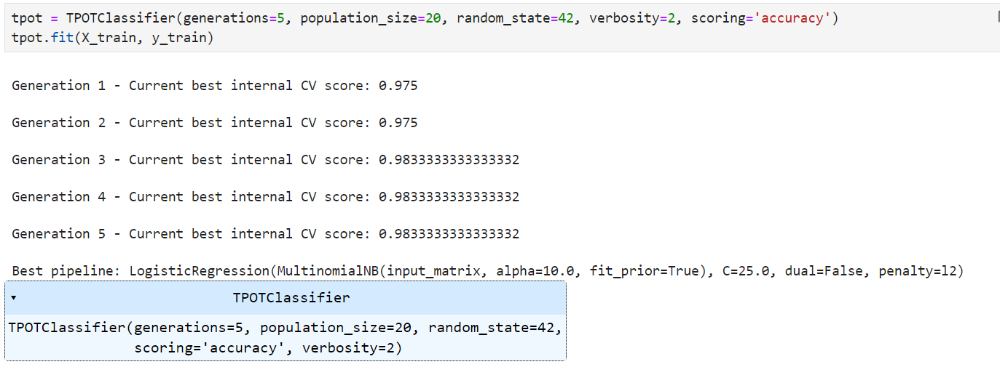 tpot = TPOTClassifier(generations=5, population_size=20, random_state=42, verbosity=2, scoring='accuracy')
tpot.fit(X_train, y_train)
Generation 1 - Current best internal CV score: 0.975
Generation 2 - Current best internal CV score: 0.975
Generation 3 - Current best internal CV score: 0.9833333333333332
Generation 4 - Current best internal CV score: 0.9833333333333332
Generation 5 - Current best internal CV score: 0.9833333333333332
Best pipeline: LogisticRegression(MultinomialNB(input_matrix, alpha=10.0, fit_prior=True), C=25.0, dual=False, penalty=l2)
▾ TPOTClassifier
TPOTClassifier(generations=5, population_size=20, random_state=42,
scoring='accuracy', verbosity=2)